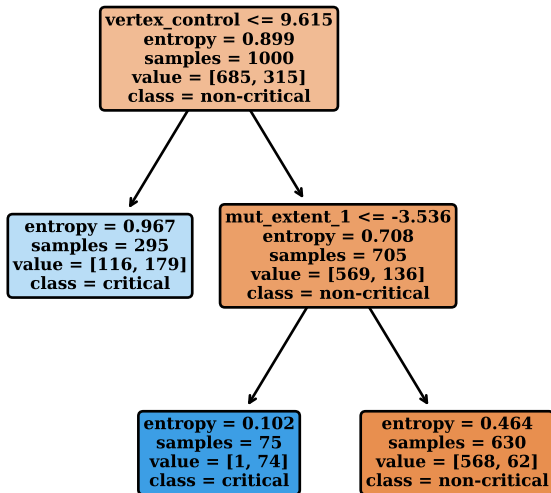 vertex_control <= 9.615
entropy = 0.899
samples = 1000
value = [685, 315]
class = non-critical
entropy = 0.967
samples = 295
value = [116, 179]
class = critical
mut_extent_1 <= -3.536
entropy = 0.708
samples = 705
value = [569, 136]
class = non-critical
entropy = 0.102
samples = 75
value = [1, 74]
class = critical
entropy = 0.464
samples = 630
value = [568, 62]
class = non-critical